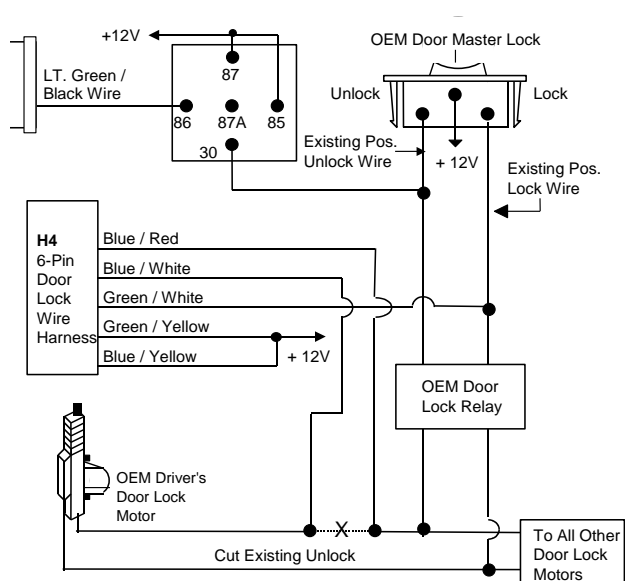 +12V
OEM Door Master Lock
LT. Green /
Black Wire
87
86
87A
85
30
Unlock
Lock
Existing Pos.
Unlock Wire
+ 12V
Existing Pos.
Lock Wire
H4
6-Pin
Door
Lock
Wire
Harness
Blue / Red
Blue / White
Green / White
Green / Yellow
Blue / Yellow
+ 12V
OEM Door
Lock Relay
OEM Driver's
Door Lock
Motor
X
Cut Existing Unlock
To All Other
Door Lock
Motors